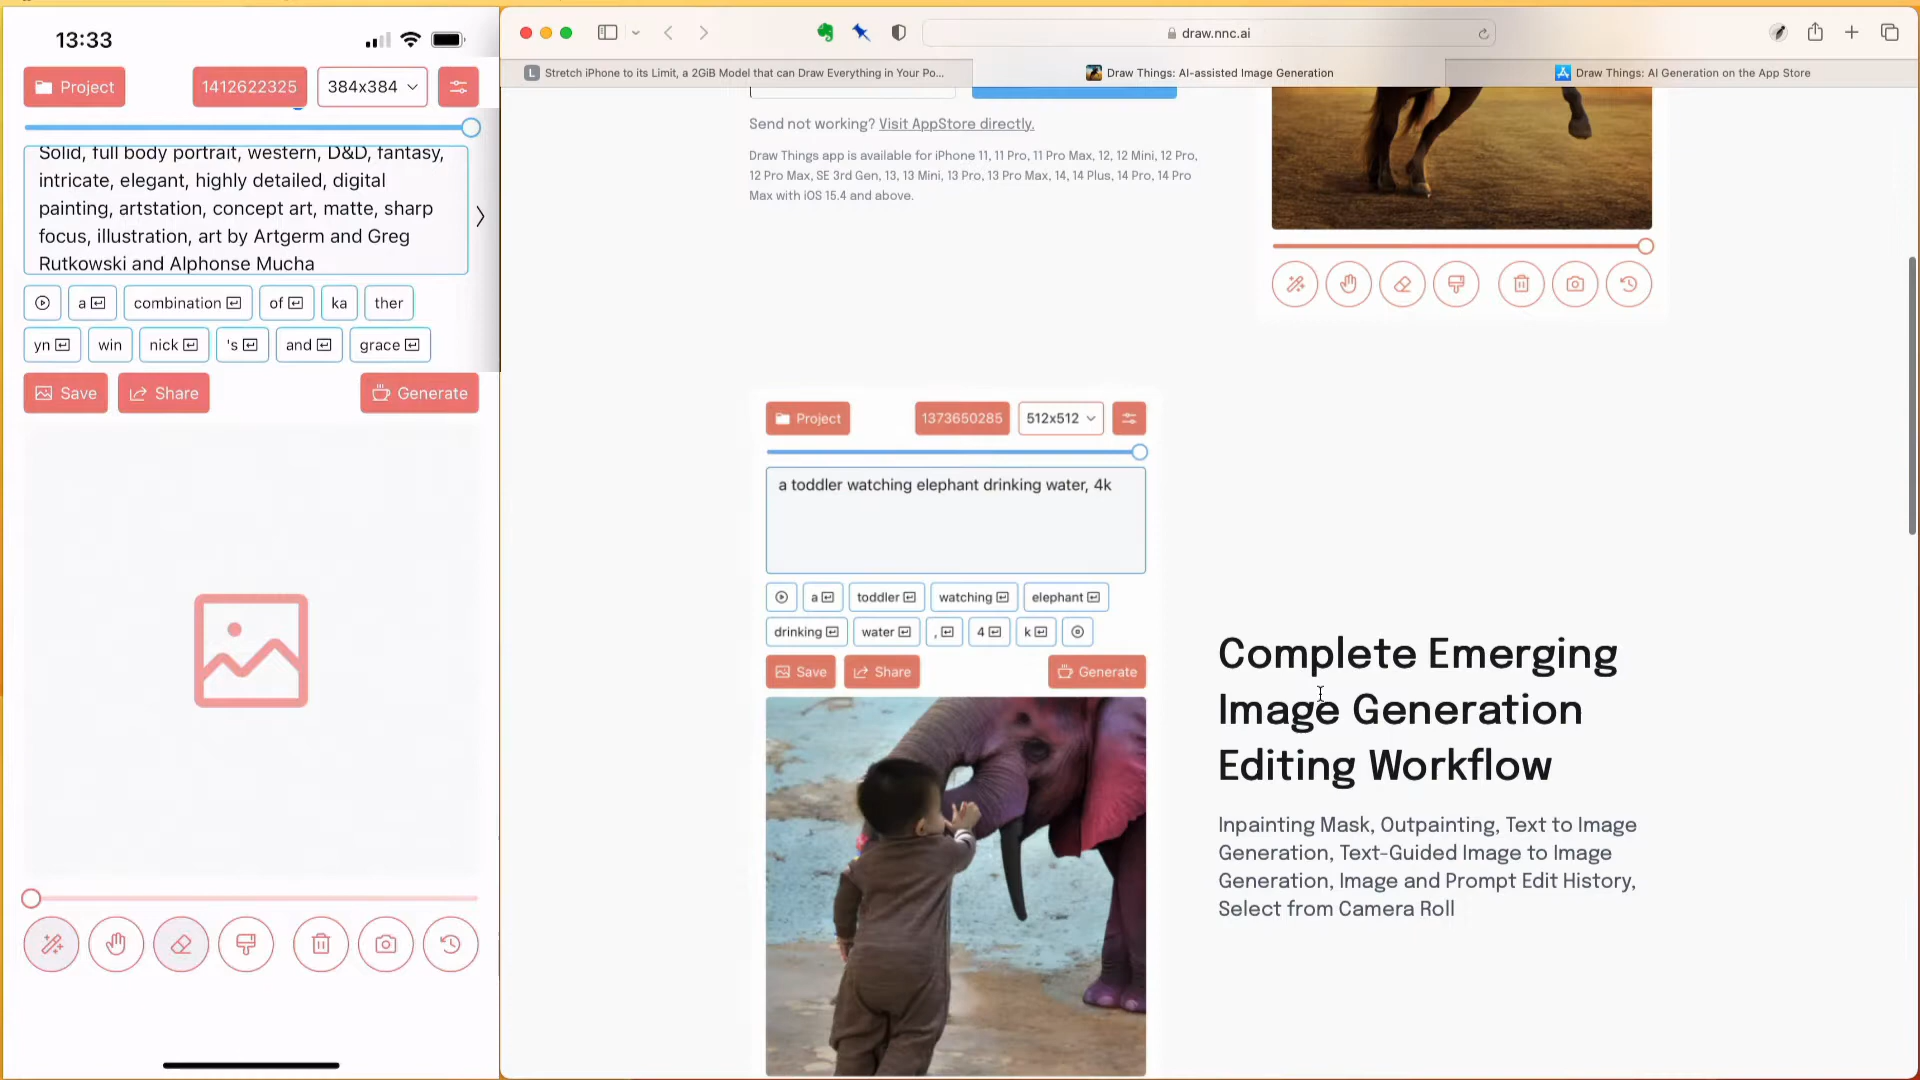 13:33
Project
1412622325
384x384
Solid, full body portrait, western, D&D, fantasy,
intricate, elegant, highly detailed, digital
painting, artstation, concept art, matte, sharp
focus, illustration, art by Artgerm and Greg
Rutkowski and Alphonse Mucha
a
combination
of
ka
ther
yn
win
nick
's
and
grace
Save
Share
Generate
draw.nnc.ai
L
Stretch iPhone to its Limit, a 2GiB Model that can Draw Everything in Your Po...
Draw Things: AI-assisted Image Generation
Draw Things: AI Generation on the App Store
Send not working? Visit AppStore directly.
Draw Things app is available for iPhone 11, 11 Pro, 11 Pro Max, 12, 12 Mini, 12 Pro,
12 Pro Max, SE 3rd Gen, 13, 13 Mini, 13 Pro, 13 Pro Max, 14, 14 Plus, 14 Pro, 14 Pro
Max with iOS 15.4 and above.
Project
1373650285
512x512
a toddler watching elephant drinking water, 4k
a
toddler
watching
elephant
drinking
water
,
4
k
Save
Share
Generate
Complete Emerging
Image Generation
Editing Workflow
Inpainting Mask, Outpainting, Text to Image
Generation, Text-Guided Image to Image
Generation, Image and Prompt Edit History,
Select from Camera Roll